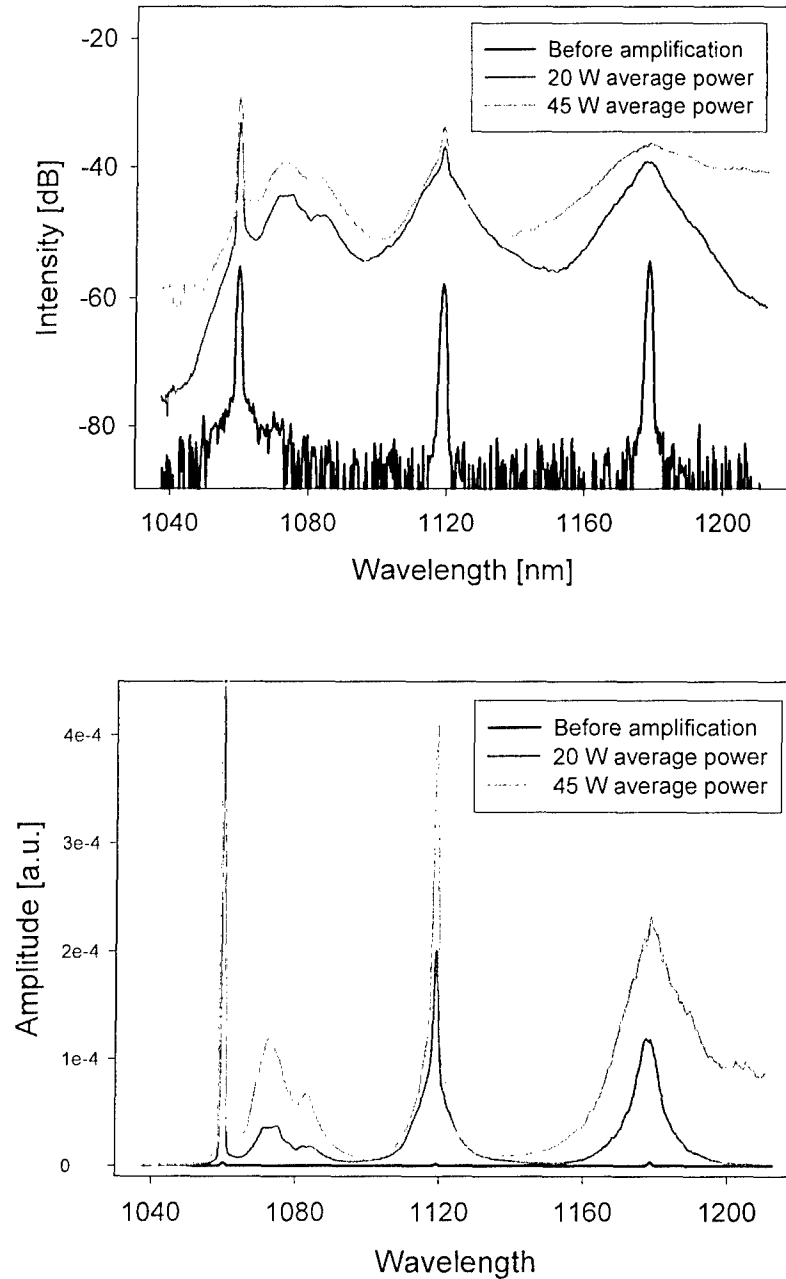 -20
-40
-60
-80
Intensity [dB]
Before amplification
20 W average power
45 W average power
1040
1080
1120
1160
1200
Wavelength [nm]
4e-4
3e-4
2e-4
1e-4
0
Amplitude [a.u.]
Before amplification
20 W average power
45 W average power
1040
1080
1120
1160
1200
Wavelength